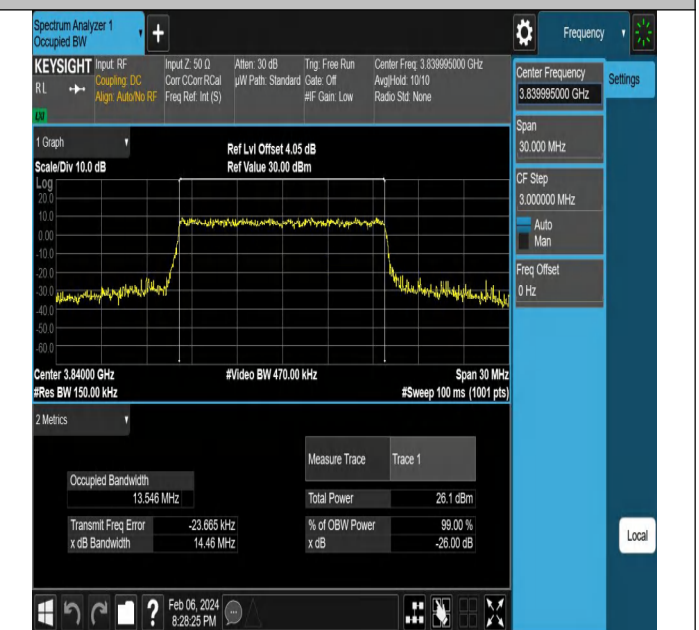 Spectrum Analyzer 1
Occupied BW
Frequency
KEYSIGHT
RL
LXI
Input: RF
Coupling: DC
Align: Auto/No RF
Input Z: 50 Ω
Corr CCorr RCal
Freq Ref: Int (S)
Atten: 30 dB
µW Path: Standard
Trig: Free Run
Gate: Off
#IF Gain: Low
Center Freq: 3.839995000 GHz
Avg|Hold: 10/10
Radio Std: None
Center Frequency
3.839995000 GHz
Settings
Span
30.000 MHz
CF Step
3.000000 MHz
Auto
Man
Freq Offset
0 Hz
1 Graph
Scale/Div 10.0 dB
Ref Lvl Offset 4.05 dB
Ref Value 30.00 dBm
Log
20.0
10.0
0.00
-10.0
-20.0
-30.0
-40.0
-50.0
-60.0
Center 3.84000 GHz
#Res BW 150.00 kHz
#Video BW 470.00 kHz
Span 30 MHz
#Sweep 100 ms (1001 pts)
2 Metrics
Measure Trace
Trace 1
Occupied Bandwidth
13.546 MHz
Total Power
26.1 dBm
Transmit Freq Error
-23.665 kHz
% of OBW Power
99.00 %
x dB Bandwidth
14.46 MHz
x dB
-26.00 dB
Local
?
Feb 06, 2024
8:28:25 PM